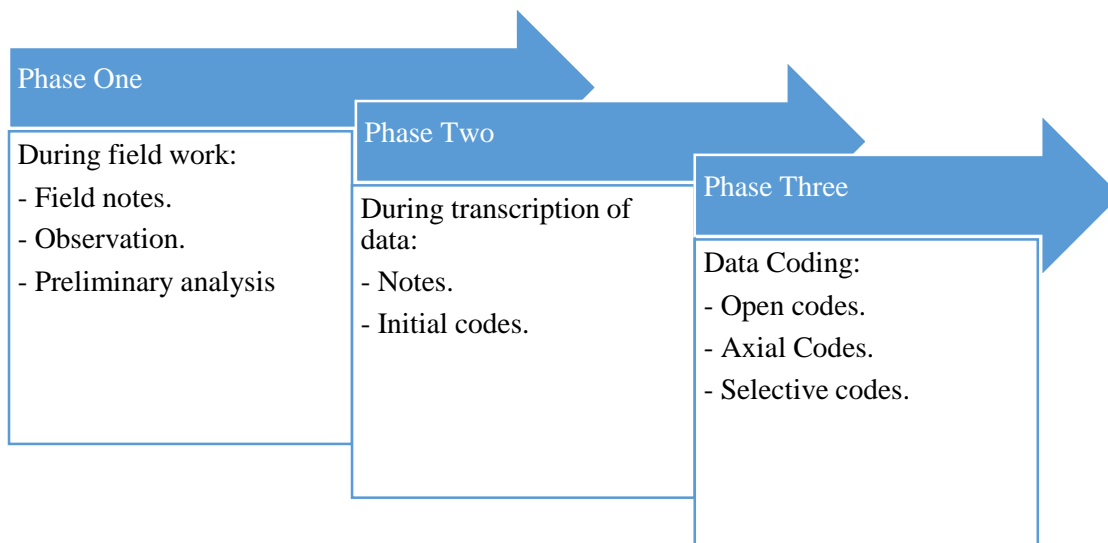 Phase One
During field work:
- Field notes.
- Observation.
- Preliminary analysis
Phase Two
During transcription of
data:
- Notes.
- Initial codes.
Phase Three
Data Coding:
- Open codes.
- Axial Codes.
- Selective codes.